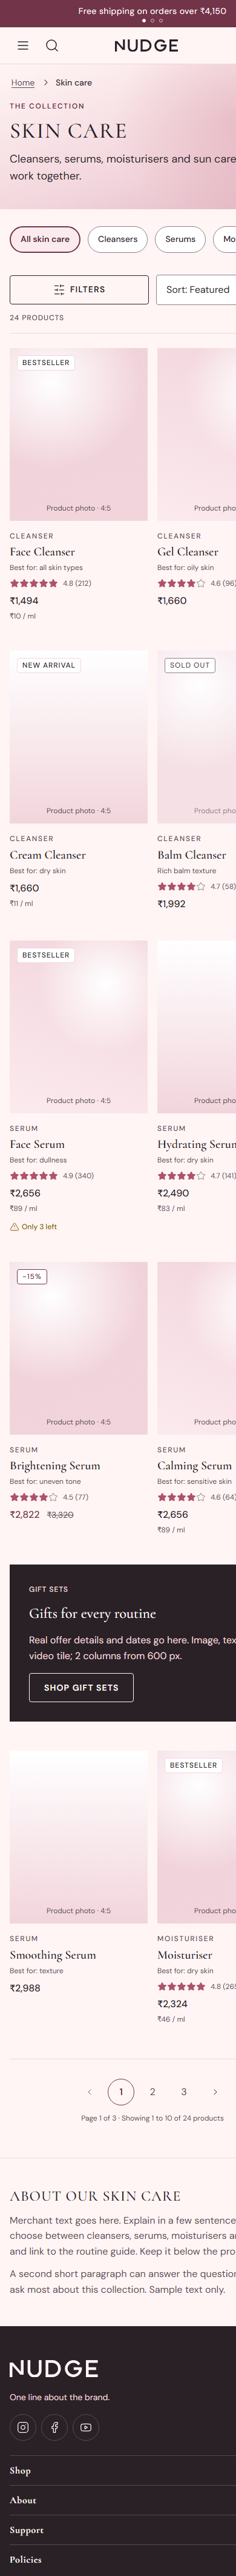 Free shipping on orders over ₹4,150
NUDGE
Home > Skin care
THE COLLECTION
SKIN CARE
Cleansers, serums, moisturisers and sun care
work together.
All skin care
Cleansers
Serums
FILTERS
Sort: Featured
24 PRODUCTS
BESTSELLER
Product photo · 4:5
CLEANSER
Face Cleanser
Best for: all skin types
4.8 (212)
₹1,494
₹10 / ml
Product
CLEANSER
Gel Cleanser
Best for: oily skin
4.6 (96)
₹1,660
NEW ARRIVAL
Product photo · 4:5
CLEANSER
Cream Cleanser
Best for: dry skin
₹1,660
₹11 / ml
SOLD OUT
Product
CLEANSER
Balm Cleanser
Rich balm texture
4.7 (58)
₹1,992
BESTSELLER
Product photo · 4:5
SERUM
Face Serum
Best for: dullness
4.9 (340)
₹2,656
₹89 / ml
Only 3 left
Product
SERUM
Hydrating
Best for: dry skin
4.7 (141)
₹2,490
₹83 / ml
-15%
Product photo · 4:5
SERUM
Brightening Serum
Best for: uneven tone
4.5 (77)
₹2,822 ₹3,320
Product
SERUM
Calming Serum
Best for: sensitive skin
4.6 (64)
₹2,656
₹89 / ml
GIFT SETS
Gifts for every routine
Real offer details and dates go here. Image,
video tile; 2 columns from 600 px.
SHOP GIFT SETS
Product photo · 4:5
SERUM
Smoothing Serum
Best for: texture
₹2,988
BESTSELLER
Product
MOISTURISER
Moisturiser
Best for: dry skin
4.8
₹2,324
₹46 / ml
1 2 3
Page 1 of 3 · Showing 1 to 10 of 24 products
ABOUT OUR SKIN CARE
Merchant text goes here. Explain in a few
choose between cleansers, serums, moisturisers
and link to the routine guide. Keep it below the
A second short paragraph can answer the
ask most about this collection. Sample text only.
NUDGE
One line about the brand.
Shop
About
Support
Policies